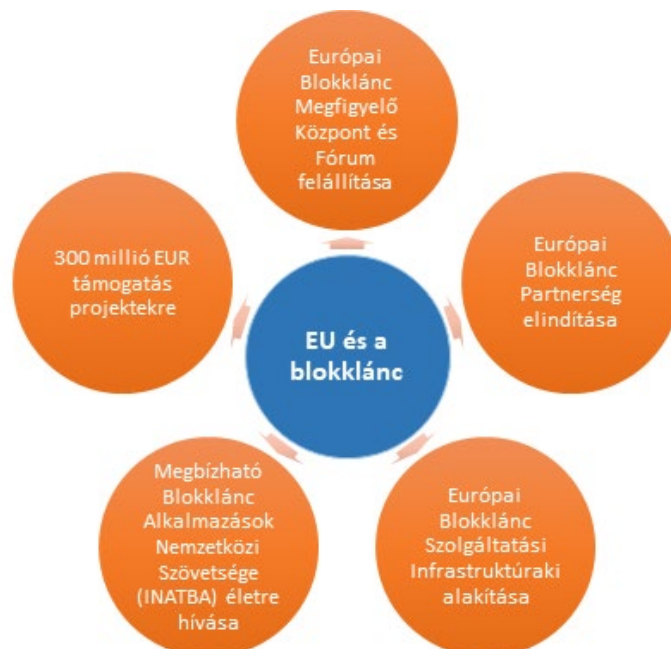 Európai
Blokklánc
Megfigyelő
Központ és
Fórum
felállítása
300 millió EUR
támogatás
projektekre
Európai
Blokklánc
Partnerség
elindítása
EU és a
blokklánc
Megbízható
Blokklánc
Alkalmazások
Nemzetközi
Szövetsége
(INATBA) életre
hívása
Európai
Blokklánc
Szolgáltatási
Infrastruktúraki
alakítása